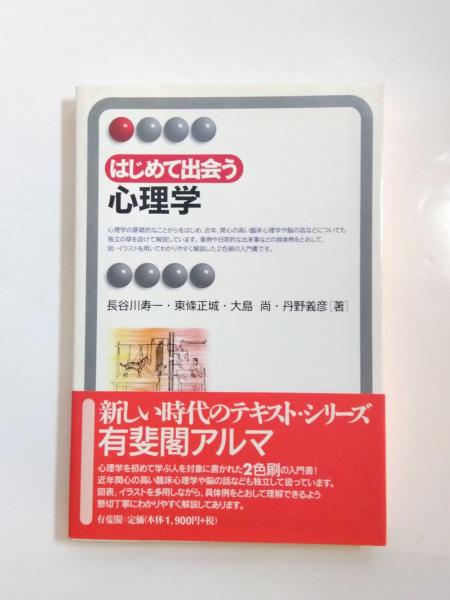 はじめて出会う
心理学
心理学の基礎的なことがらをはじめ、近年、関心の高い臨床心理学や脳の話などについても
独立の章を設けて解説しています。事例や日常的な出来事などの具体例をとおして、
図・イラストを用いてわかりやすく解説した2色刷の入門書です。
長谷川寿一・東條正城・大島 尚・丹野義彦[著]
新しい時代のテキスト・シリーズ
有斐閣アルマ
心理学を初めて学ぶ人を対象に書かれた2色刷の入門書!
近年関心の高い臨床心理学や脳の話なども独立して扱っています。
図表、イラストを多用しながら、具体例をとおして理解できるよう
懇切丁寧にわかりやすく解説してあります。
有斐閣 定価(本体1,900円+税)